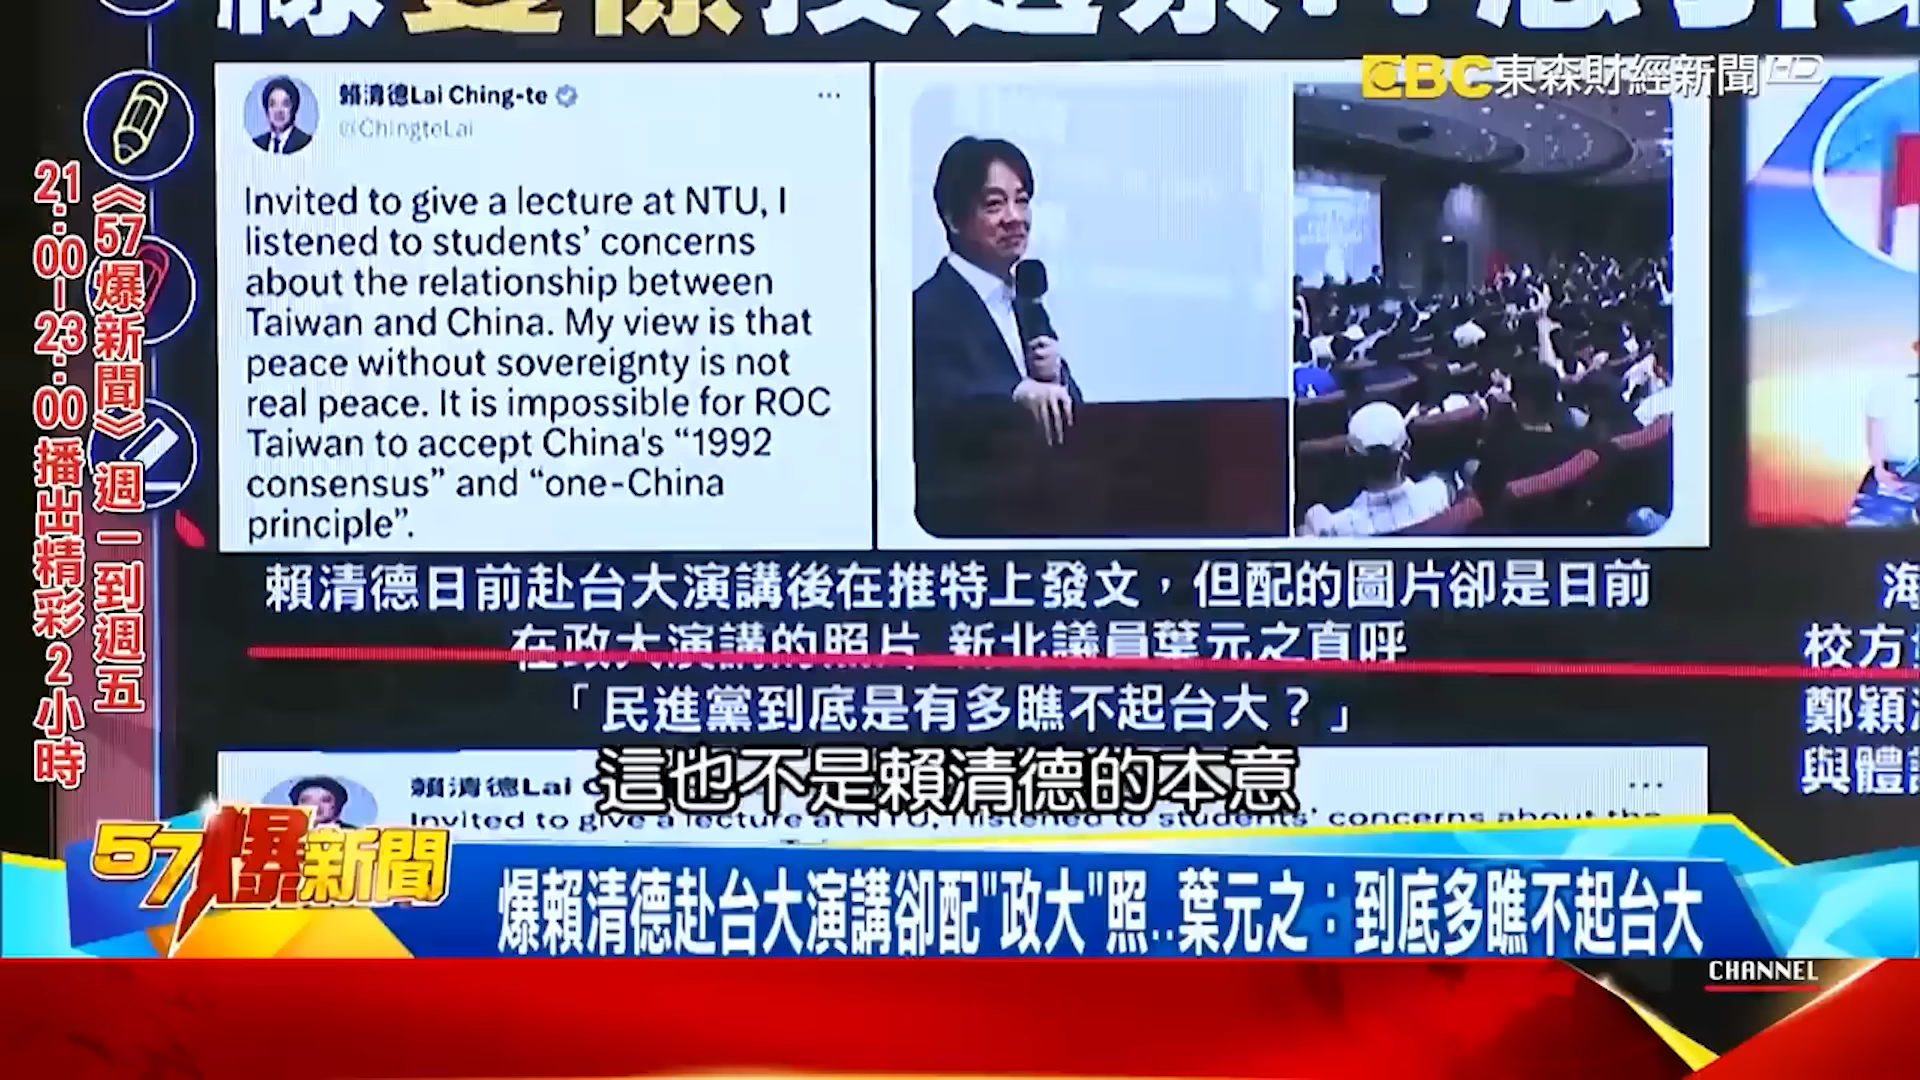 EBC東森財經新聞HD
《57爆新聞》週一到週五
21:00-23:00播出精彩2小時
賴清德Lai Ching-te
@ChingteLai
Invited to give a lecture at NTU, I
listened to students’ concerns
about the relationship between
Taiwan and China. My view is that
peace without sovereignty is not
real peace. It is impossible for ROC
Taiwan to accept China's “1992
consensus” and “one-China
principle”.
賴清德日前赴台大演講後在推特上發文，但配的圖片卻是日前
在政大演講的照片 新北議員葉元之直呼
「民進黨到底是有多瞧不起台大？」
校方
鄭穎
與體
賴清德Lai
Invited to give a lecture at NTU, I listened to students’ concerns about the
這也不是賴清德的本意
57爆新聞
爆賴清德赴台大演講卻配"政大"照..葉元之：到底多瞧不起台大
CHANNEL